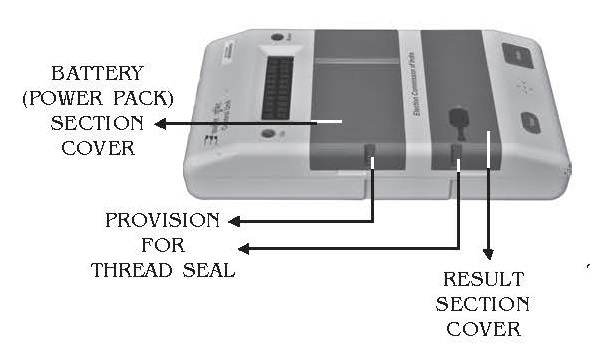 BATTERY
(POWER PACK)
SECTION
COVER
Election Commission of India
PROVISION
FOR
THREAD SEAL
RESULT
SECTION
COVER